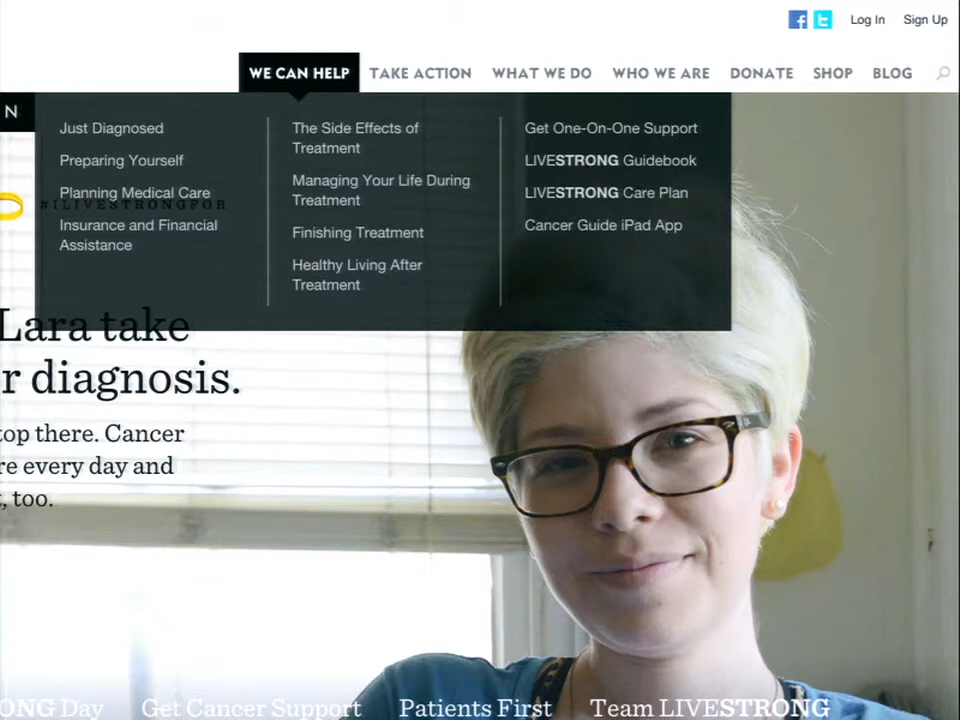 Log In Sign Up
WE CAN HELP TAKE ACTION WHAT WE DO WHO WE ARE DONATE SHOP BLOG
N
Just Diagnosed
Preparing Yourself
Planning Medical Care
#ILIVESTRONGFOR
Insurance and Financial
Assistance
The Side Effects of
Treatment
Managing Your Life During
Treatment
Finishing Treatment
Healthy Living After
Treatment
Get One-On-One Support
LIVESTRONG Guidebook
LIVESTRONG Care Plan
Cancer Guide iPad App
Lara take
r diagnosis.
top there. Cancer
re every day and
, too.
ONG Day Get Cancer Support Patients First Team LIVESTRONG